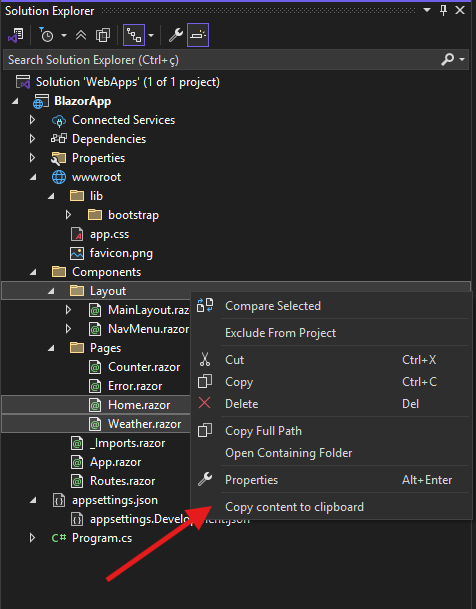 Solution Explorer
Search Solution Explorer (Ctrl+ç)
Solution 'WebApps' (1 of 1 project)
BlazorApp
Connected Services
Dependencies
Properties
wwwroot
lib
bootstrap
app.css
favicon.png
Components
Layout
MainLayout.raz
NavMenu.razor
Pages
Counter.razor
Error.razor
Home.razor
Weather.razor
_Imports.razor
App.razor
Routes.razor
appsettings.json
appsettings.Development.json
C# Program.cs
Compare Selected
Exclude From Project
Cut Ctrl+X
Copy Ctrl+C
Delete Del
Copy Full Path
Open Containing Folder
Properties Alt+Enter
Copy content to clipboard